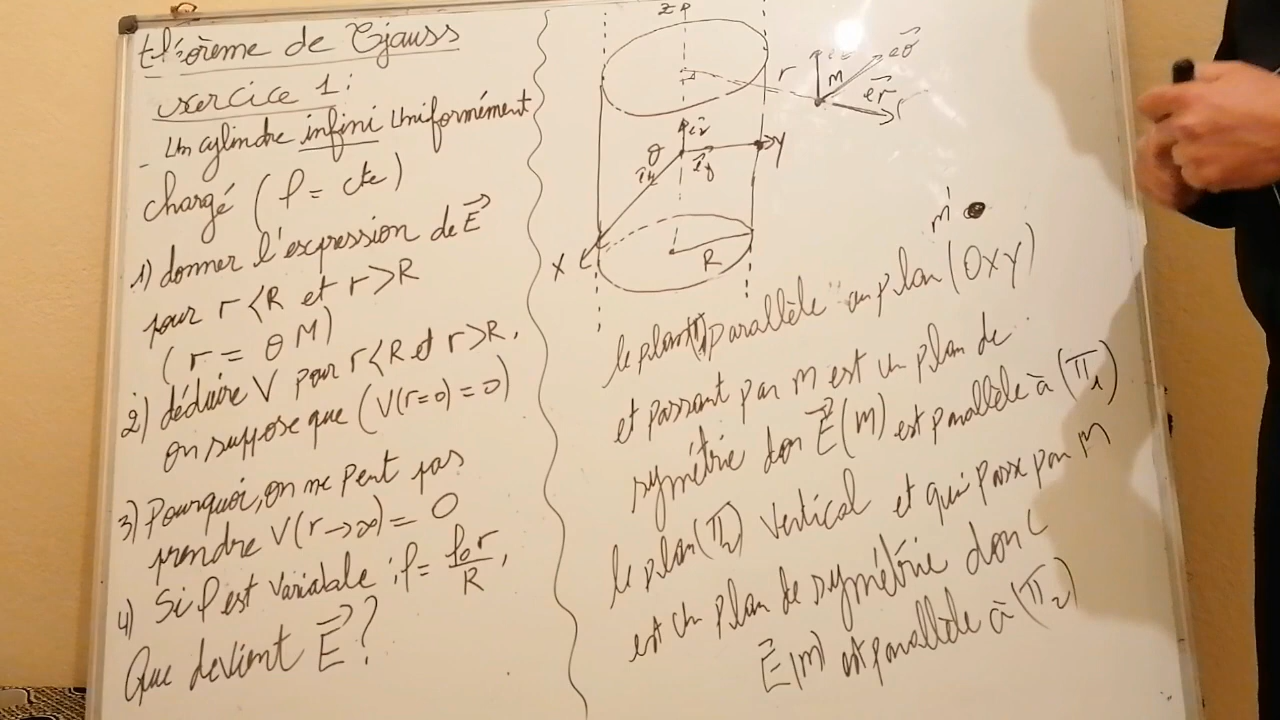 théorème de Gauss
exercice 1:
- Un cylindre infini Uniformément
chargé (ρ = cte)
1) donner l'expression de E⃗
pour r < R et r > R
(r = OM)
2) déduire V pour r < R et r > R,
on suppose que (V(r=0) = 0)
3) Pourquoi, on ne peut pas
prendre V(r→∞) = 0
4) Si ρ est variable : ρ = ρ₀r/R,
Que devient E⃗ ?
Z
r
M
e⃗z
e⃗θ
e⃗r
O
e⃗z
e⃗y
Y
X
R
M'
le plan (π₁) parallèle au plan (OXY)
et passant par M est un plan de
symétrie don E⃗(M) est parallèle à (π₁)
le plan (π₂) Vertical et qui passe par M
est un plan de symétrie donc
E⃗(M) est parallèle à (π₂)